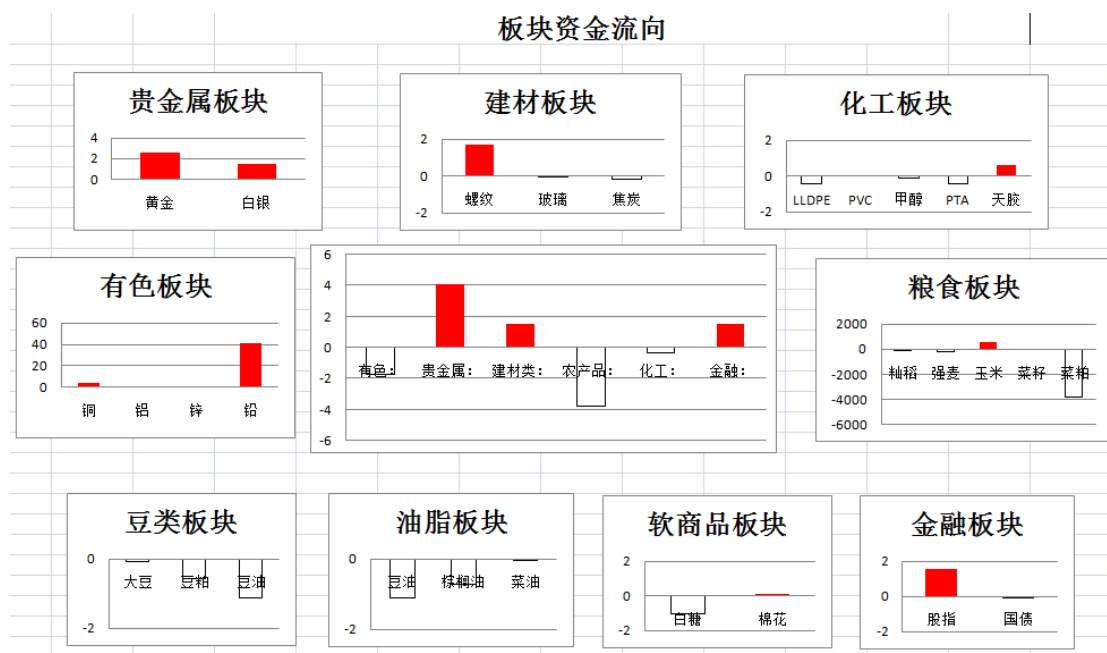 板块资金流向
贵金属板块
4
2
0
黄金 白银
建材板块
2
0
-2
螺纹 玻璃 焦炭
化工板块
2
0
-2
LLDPE PVC 甲醇 PTA 天胶
有色板块
60
40
20
0
铜 铝 锌 铅
6
4
2
0
-2
-4
-6
有色: 贵金属: 建材类: 农产品: 化工: 金融:
粮食板块
2000
0
-2000
-4000
-6000
籼稻 强麦 玉米 菜籽 菜粕
豆类板块
0
-2
大豆 豆粕 豆油
油脂板块
0
-2
豆油 棕榈油 菜油
软商品板块
2
0
-2
白糖 棉花
金融板块
2
0
-2
股指 国债